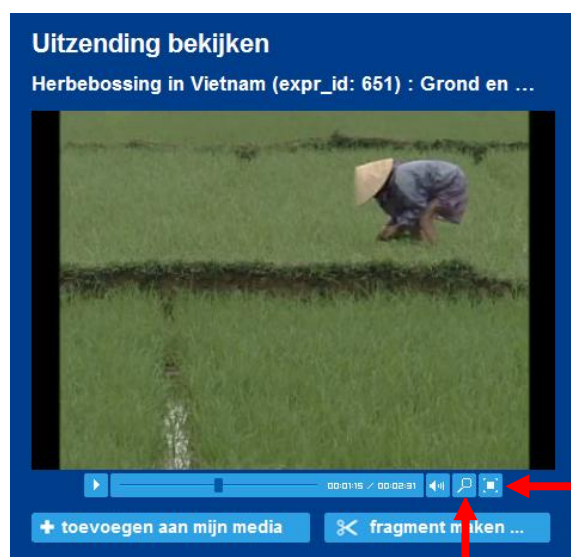 Uitzending bekijken
Herbebossing in Vietnam (expr_id: 651) : Grond en ...
00:01:15 / 00:02:31
toevoegen aan mijn media
fragment maken ...